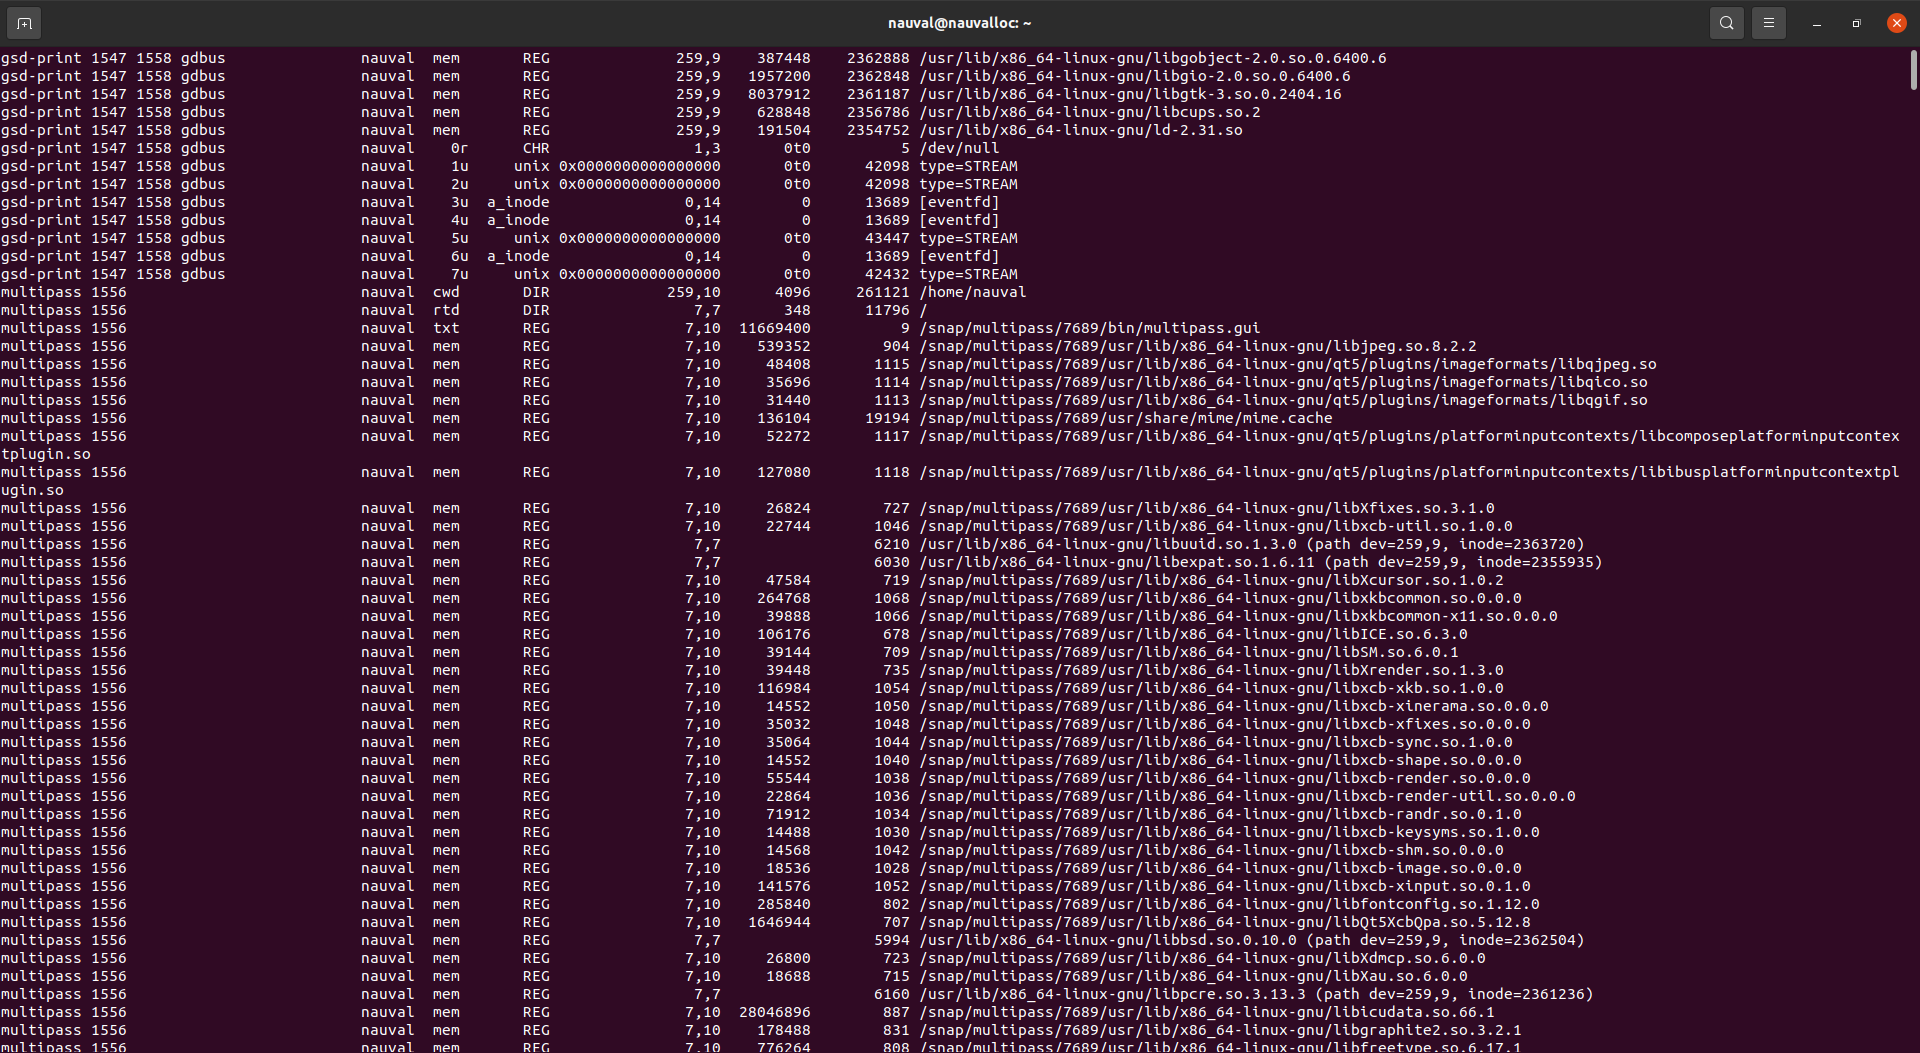 nauval@nauvalloc: ~
gsd-print 1547 1558 gdbus               nauval  mem       REG              259,9    387448    2362888 /usr/lib/x86_64-linux-gnu/libgobject-2.0.so.0.6400.6
gsd-print 1547 1558 gdbus               nauval  mem       REG              259,9   1957200    2362848 /usr/lib/x86_64-linux-gnu/libgio-2.0.so.0.6400.6
gsd-print 1547 1558 gdbus               nauval  mem       REG              259,9   8037912    2361187 /usr/lib/x86_64-linux-gnu/libgtk-3.so.0.2404.16
gsd-print 1547 1558 gdbus               nauval  mem       REG              259,9    628848    2356786 /usr/lib/x86_64-linux-gnu/libcups.so.2
gsd-print 1547 1558 gdbus               nauval  mem       REG              259,9    191504    2354752 /usr/lib/x86_64-linux-gnu/ld-2.31.so
gsd-print 1547 1558 gdbus               nauval    0r      CHR                1,3       0t0          5 /dev/null
gsd-print 1547 1558 gdbus               nauval    1u     unix 0x0000000000000000       0t0      42098 type=STREAM
gsd-print 1547 1558 gdbus               nauval    2u     unix 0x0000000000000000       0t0      42098 type=STREAM
gsd-print 1547 1558 gdbus               nauval    3u  a_inode               0,14         0      13689 [eventfd]
gsd-print 1547 1558 gdbus               nauval    4u  a_inode               0,14         0      13689 [eventfd]
gsd-print 1547 1558 gdbus               nauval    5u     unix 0x0000000000000000       0t0      43447 type=STREAM
gsd-print 1547 1558 gdbus               nauval    6u  a_inode               0,14         0      13689 [eventfd]
gsd-print 1547 1558 gdbus               nauval    7u     unix 0x0000000000000000       0t0      42432 type=STREAM
multipass 1556                          nauval  cwd       DIR             259,10      4096     261121 /home/nauval
multipass 1556                          nauval  rtd       DIR                7,7       348      11796 /
multipass 1556                          nauval  txt       REG               7,10  11669400          9 /snap/multipass/7689/bin/multipass.gui
multipass 1556                          nauval  mem       REG               7,10    539352        904 /snap/multipass/7689/usr/lib/x86_64-linux-gnu/libjpeg.so.8.2.2
multipass 1556                          nauval  mem       REG               7,10     48408       1115 /snap/multipass/7689/usr/lib/x86_64-linux-gnu/qt5/plugins/imageformats/libqjpeg.so
multipass 1556                          nauval  mem       REG               7,10     35696       1114 /snap/multipass/7689/usr/lib/x86_64-linux-gnu/qt5/plugins/imageformats/libqico.so
multipass 1556                          nauval  mem       REG               7,10     31440       1113 /snap/multipass/7689/usr/lib/x86_64-linux-gnu/qt5/plugins/imageformats/libqgif.so
multipass 1556                          nauval  mem       REG               7,10    136104      19194 /snap/multipass/7689/usr/share/mime/mime.cache
multipass 1556                          nauval  mem       REG               7,10     52272       1117 /snap/multipass/7689/usr/lib/x86_64-linux-gnu/qt5/plugins/platforminputcontexts/libcomposeplatforminputcontex
tplugin.so
multipass 1556                          nauval  mem       REG               7,10    127080       1118 /snap/multipass/7689/usr/lib/x86_64-linux-gnu/qt5/plugins/platforminputcontexts/libibusplatforminputcontextpl
ugin.so
multipass 1556                          nauval  mem       REG               7,10     26824        727 /snap/multipass/7689/usr/lib/x86_64-linux-gnu/libXfixes.so.3.1.0
multipass 1556                          nauval  mem       REG               7,10     22744       1046 /snap/multipass/7689/usr/lib/x86_64-linux-gnu/libxcb-util.so.1.0.0
multipass 1556                          nauval  mem       REG                7,7                 6210 /usr/lib/x86_64-linux-gnu/libuuid.so.1.3.0 (path dev=259,9, inode=2363720)
multipass 1556                          nauval  mem       REG                7,7                 6030 /usr/lib/x86_64-linux-gnu/libexpat.so.1.6.11 (path dev=259,9, inode=2355935)
multipass 1556                          nauval  mem       REG               7,10     47584        719 /snap/multipass/7689/usr/lib/x86_64-linux-gnu/libXcursor.so.1.0.2
multipass 1556                          nauval  mem       REG               7,10    264768       1068 /snap/multipass/7689/usr/lib/x86_64-linux-gnu/libxkbcommon.so.0.0.0
multipass 1556                          nauval  mem       REG               7,10     39888       1066 /snap/multipass/7689/usr/lib/x86_64-linux-gnu/libxkbcommon-x11.so.0.0.0
multipass 1556                          nauval  mem       REG               7,10    106176        678 /snap/multipass/7689/usr/lib/x86_64-linux-gnu/libICE.so.6.3.0
multipass 1556                          nauval  mem       REG               7,10     39144        709 /snap/multipass/7689/usr/lib/x86_64-linux-gnu/libSM.so.6.0.1
multipass 1556                          nauval  mem       REG               7,10     39448        735 /snap/multipass/7689/usr/lib/x86_64-linux-gnu/libXrender.so.1.3.0
multipass 1556                          nauval  mem       REG               7,10    116984       1054 /snap/multipass/7689/usr/lib/x86_64-linux-gnu/libxcb-xkb.so.1.0.0
multipass 1556                          nauval  mem       REG               7,10     14552       1050 /snap/multipass/7689/usr/lib/x86_64-linux-gnu/libxcb-xinerama.so.0.0.0
multipass 1556                          nauval  mem       REG               7,10     35032       1048 /snap/multipass/7689/usr/lib/x86_64-linux-gnu/libxcb-xfixes.so.0.0.0
multipass 1556                          nauval  mem       REG               7,10     35064       1044 /snap/multipass/7689/usr/lib/x86_64-linux-gnu/libxcb-sync.so.1.0.0
multipass 1556                          nauval  mem       REG               7,10     14552       1040 /snap/multipass/7689/usr/lib/x86_64-linux-gnu/libxcb-shape.so.0.0.0
multipass 1556                          nauval  mem       REG               7,10     55544       1038 /snap/multipass/7689/usr/lib/x86_64-linux-gnu/libxcb-render.so.0.0.0
multipass 1556                          nauval  mem       REG               7,10     22864       1036 /snap/multipass/7689/usr/lib/x86_64-linux-gnu/libxcb-render-util.so.0.0.0
multipass 1556                          nauval  mem       REG               7,10     71912       1034 /snap/multipass/7689/usr/lib/x86_64-linux-gnu/libxcb-randr.so.0.1.0
multipass 1556                          nauval  mem       REG               7,10     14488       1030 /snap/multipass/7689/usr/lib/x86_64-linux-gnu/libxcb-keysyms.so.1.0.0
multipass 1556                          nauval  mem       REG               7,10     14568       1042 /snap/multipass/7689/usr/lib/x86_64-linux-gnu/libxcb-shm.so.0.0.0
multipass 1556                          nauval  mem       REG               7,10     18536       1028 /snap/multipass/7689/usr/lib/x86_64-linux-gnu/libxcb-image.so.0.0.0
multipass 1556                          nauval  mem       REG               7,10    141576       1052 /snap/multipass/7689/usr/lib/x86_64-linux-gnu/libxcb-xinput.so.0.1.0
multipass 1556                          nauval  mem       REG               7,10    285840        802 /snap/multipass/7689/usr/lib/x86_64-linux-gnu/libfontconfig.so.1.12.0
multipass 1556                          nauval  mem       REG               7,10   1646944        707 /snap/multipass/7689/usr/lib/x86_64-linux-gnu/libQt5XcbQpa.so.5.12.8
multipass 1556                          nauval  mem       REG                7,7                 5994 /usr/lib/x86_64-linux-gnu/libbsd.so.0.10.0 (path dev=259,9, inode=2362504)
multipass 1556                          nauval  mem       REG               7,10     26800        723 /snap/multipass/7689/usr/lib/x86_64-linux-gnu/libXdmcp.so.6.0.0
multipass 1556                          nauval  mem       REG               7,10     18688        715 /snap/multipass/7689/usr/lib/x86_64-linux-gnu/libXau.so.6.0.0
multipass 1556                          nauval  mem       REG                7,7                 6160 /usr/lib/x86_64-linux-gnu/libpcre.so.3.13.3 (path dev=259,9, inode=2361236)
multipass 1556                          nauval  mem       REG               7,10  28046896        887 /snap/multipass/7689/usr/lib/x86_64-linux-gnu/libicudata.so.66.1
multipass 1556                          nauval  mem       REG               7,10    178488        831 /snap/multipass/7689/usr/lib/x86_64-linux-gnu/libgraphite2.so.3.2.1
multipass 1556                          nauval  mem       REG               7,10    776264        808 /snap/multipass/7689/usr/lib/x86_64-linux-gnu/libfreetype.so.6.17.1